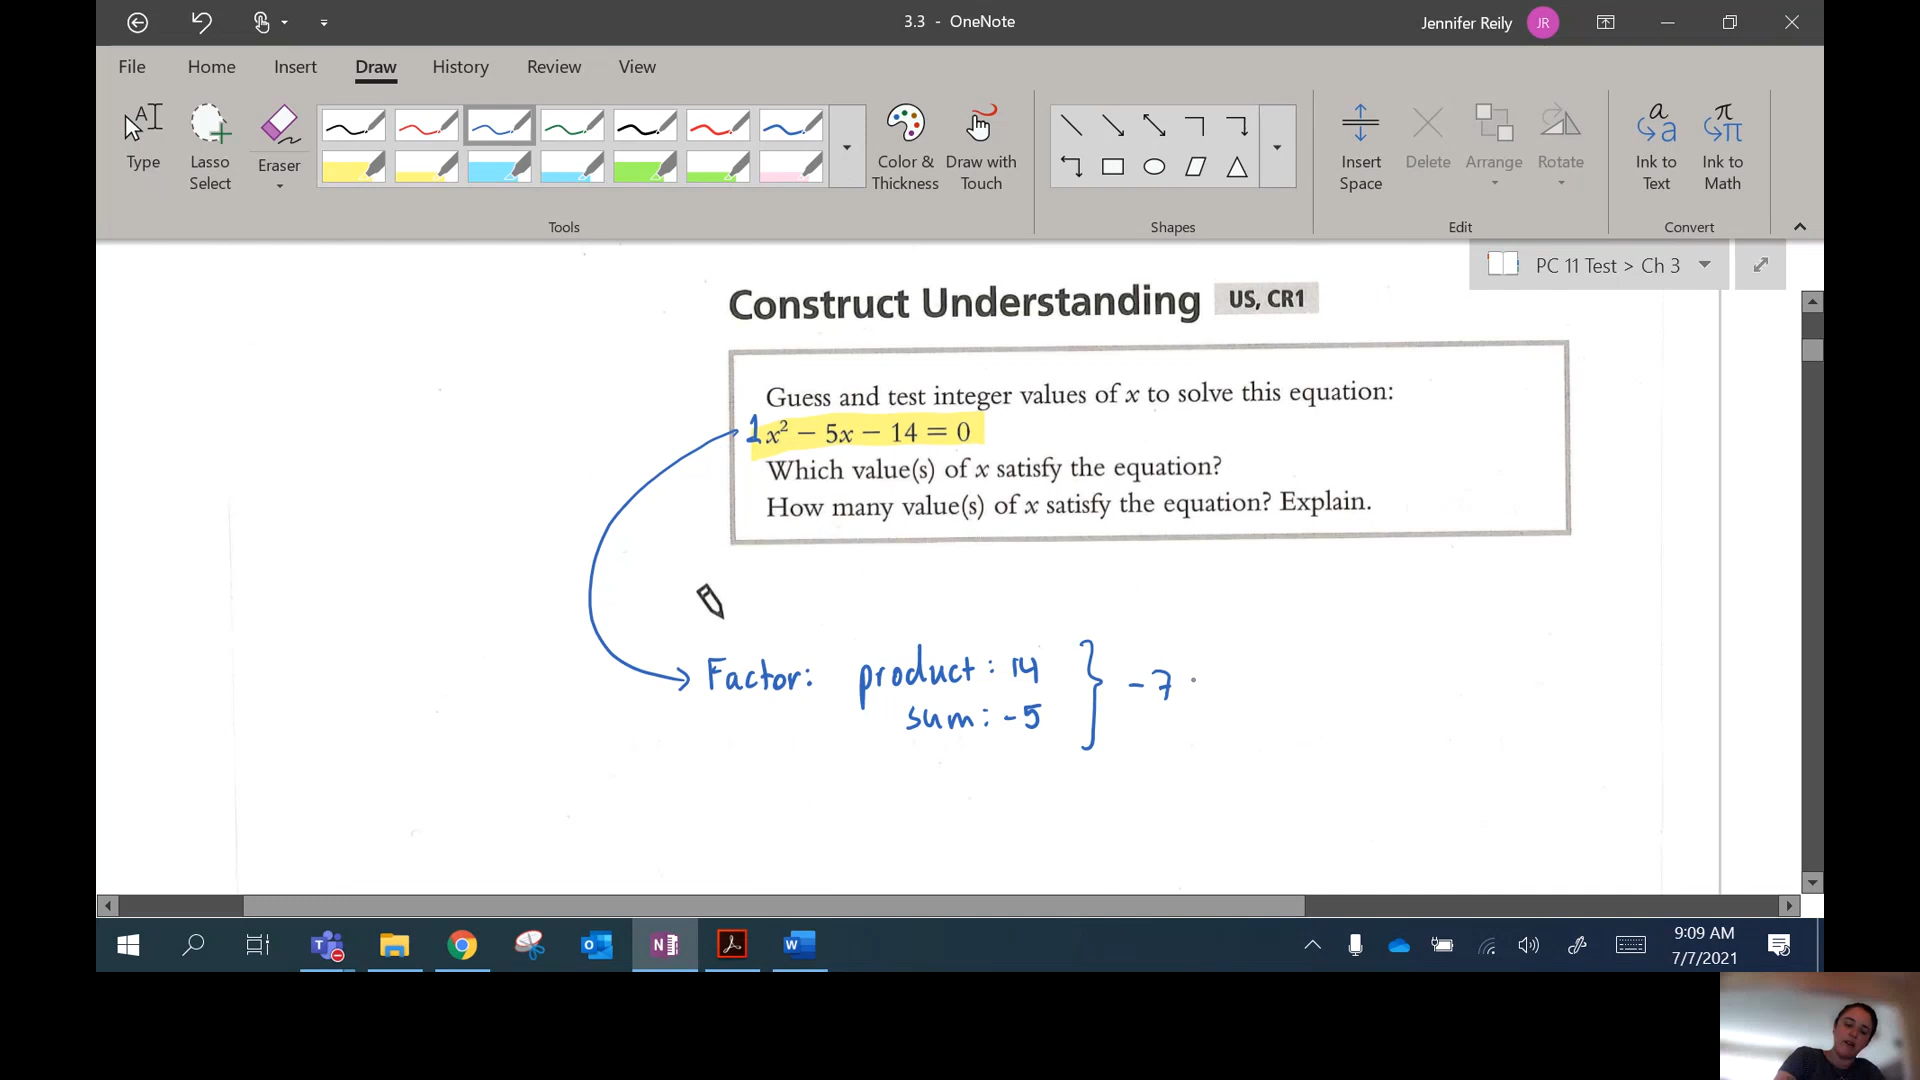 3.3 - OneNote
Jennifer Reily JR
File Home Insert Draw History Review View
Type
Lasso Select
Eraser
Color & Thickness
Draw with Touch
Insert Space
Delete
Arrange
Rotate
Ink to Text
Ink to Math
Tools
Shapes
Edit
Convert
PC 11 Test > Ch 3
Construct Understanding US, CR1
Guess and test integer values of x to solve this equation:
1x² − 5x − 14 = 0
Which value(s) of x satisfy the equation?
How many value(s) of x satisfy the equation? Explain.
Factor: product: 14 } -7
sum: -5
9:09 AM
7/7/2021